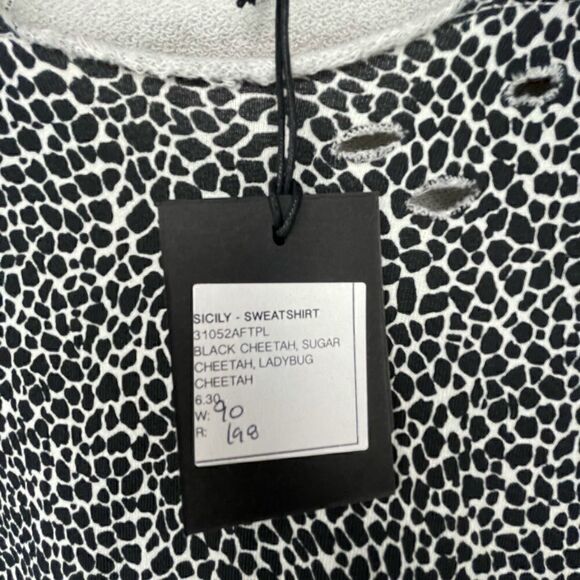 SICILY - SWEATSHIRT
31052AFTPL
BLACK CHEETAH, SUGAR
CHEETAH, LADYBUG
CHEETAH
6.30
W: 90
R: 198